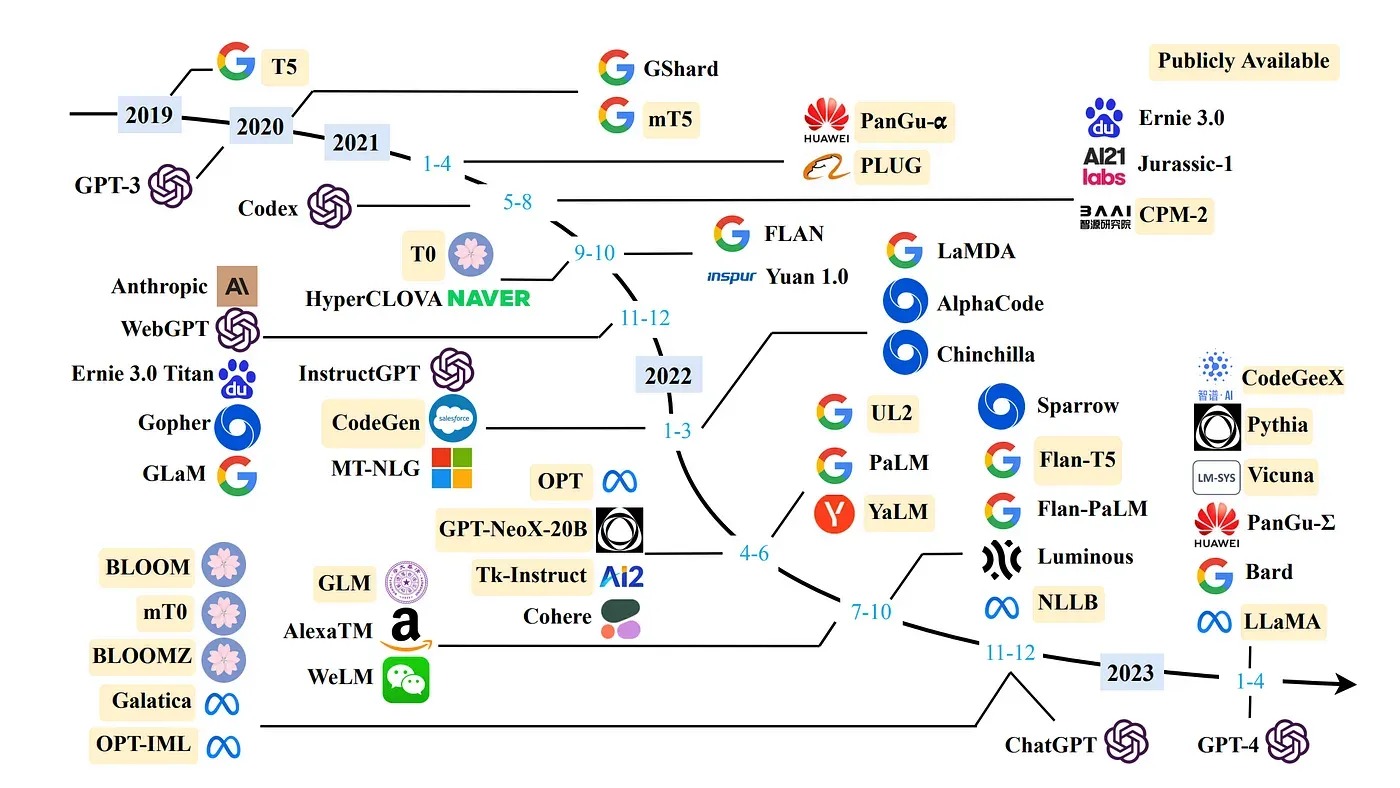 T5
GShard
Publicly Available
2019
2020
2021
mT5
HUAWEI
PanGu-α
du
Ernie 3.0
1-4
PLUG
AI21
labs
Jurassic-1
GPT-3
Codex
5-8
BAAI
智源研究院
CPM-2
T0
9-10
FLAN
LaMDA
HyperCLOVA NAVER
inspur
Yuan 1.0
Anthropic
AI
WebGPT
11-12
AlphaCode
Chinchilla
Ernie 3.0 Titan
du
InstructGPT
2022
智谱·AI
CodeGeeX
Gopher
CodeGen
salesforce
1-3
UL2
Sparrow
Pythia
GLaM
MT-NLG
PaLM
Flan-T5
LM-SYS
Vicuna
OPT
YaLM
Flan-PaLM
HUAWEI
PanGu-Σ
GPT-NeoX-20B
4-6
Luminous
Bard
BLOOM
GLM
Tk-Instruct
Ai2
7-10
NLLB
LLaMA
mT0
AlexaTM
a
Cohere
BLOOMZ
WeLM
11-12
2023
1-4
Galatica
OPT-IML
ChatGPT
GPT-4